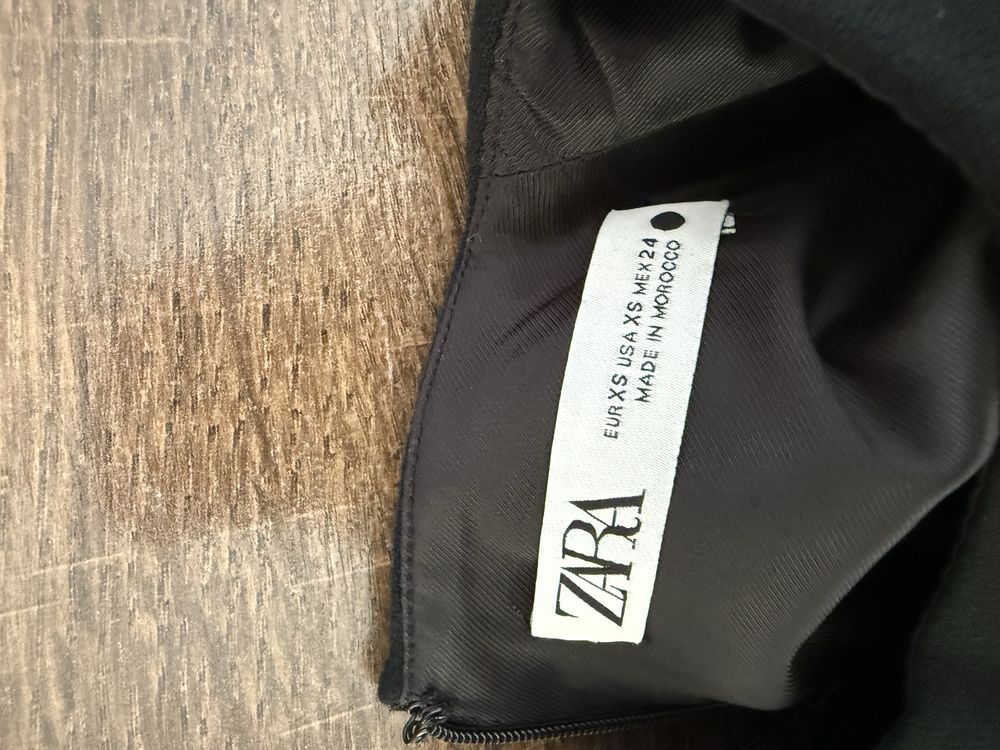 ZARA
EUR XS USA XS MEX 24
MADE IN MOROCCO